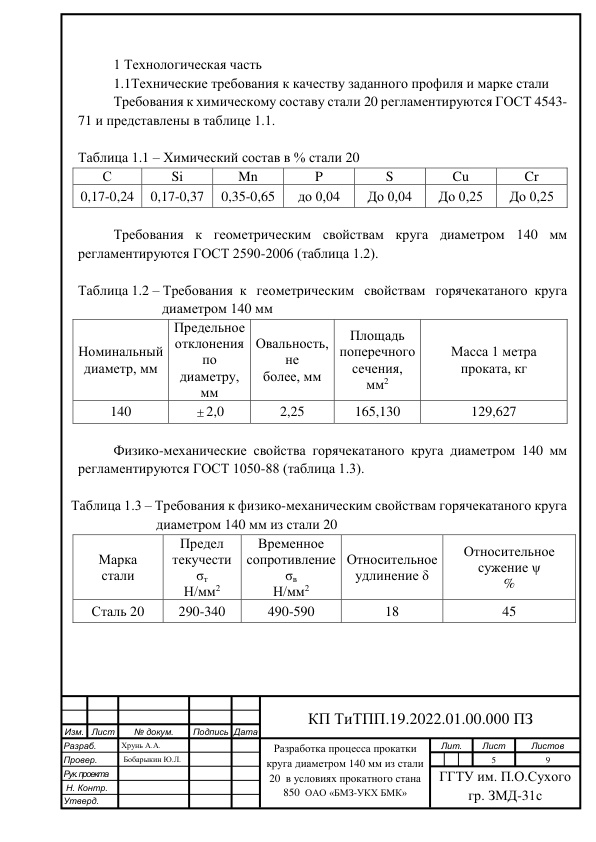 1 Технологическая часть
1.1Технические требования к качеству заданного профиля и марке стали
Требования к химическому составу стали 20 регламентируются ГОСТ 4543-
71 и представлены в таблице 1.1.
Таблица 1.1 – Химический состав в % стали 20
C Si Mn P S Cu Cr
0,17-0,24 0,17-0,37 0,35-0,65 до 0,04 До 0,04 До 0,25 До 0,25
Требования к геометрическим свойствам круга диаметром 140 мм
регламентируются ГОСТ 2590-2006 (таблица 1.2).
Таблица 1.2 – Требования к геометрическим свойствам горячекатаного круга
диаметром 140 мм
Номинальный
диаметр, мм
Предельное
отклонения
по
диаметру,
мм
Овальность,
не
более, мм
Площадь
поперечного
сечения,
мм²
Масса 1 метра
проката, кг
140 ± 2,0 2,25 165,130 129,627
Физико-механические свойства горячекатаного круга диаметром 140 мм
регламентируются ГОСТ 1050-88 (таблица 1.3).
Таблица 1.3 – Требования к физико-механическим свойствам горячекатаного круга
диаметром 140 мм из стали 20
Марка
стали
Предел
текучести
σт
Н/мм²
Временное
сопротивление
σв
Н/мм²
Относительное
удлинение δ
Относительное
сужение ψ
%
Сталь 20 290-340 490-590 18 45
КП ТиТПП.19.2022.01.00.000 ПЗ
Изм. Лист № докум. Подпись Дата
Разраб. Хрунь А.А.
Провер. Бобарыкин Ю.Л.
Рук проекта
Н. Контр.
Утверд.
Разработка процесса прокатки
круга диаметром 140 мм из стали
20 в условиях прокатного стана
850 ОАО «БМЗ-УКХ БМК»
Лит. Лист Листов
5 9
ГГТУ им. П.О.Сухого
гр. ЗМД-31с